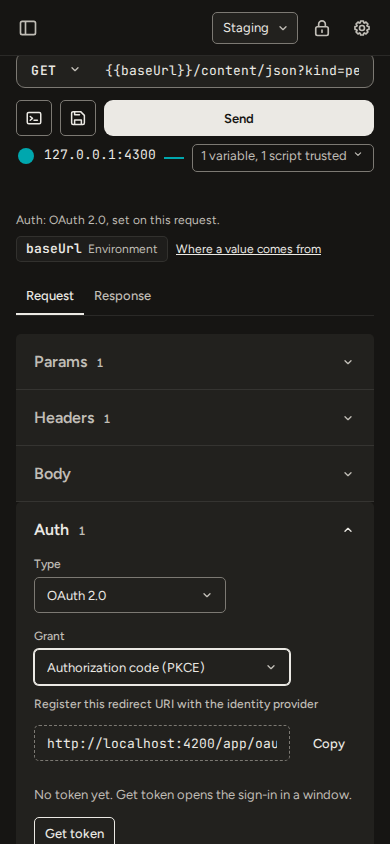 Staging
GET {{baseUrl}}/content/json?kind=pe
Send
127.0.0.1:4300 1 variable, 1 script trusted
Auth: OAuth 2.0, set on this request.
baseUrl Environment Where a value comes from
Request Response
Params 1
Headers 1
Body
Auth 1
Type
OAuth 2.0
Grant
Authorization code (PKCE)
Register this redirect URI with the identity provider
http://localhost:4200/app/oau Copy
No token yet. Get token opens the sign-in in a window.
Get token